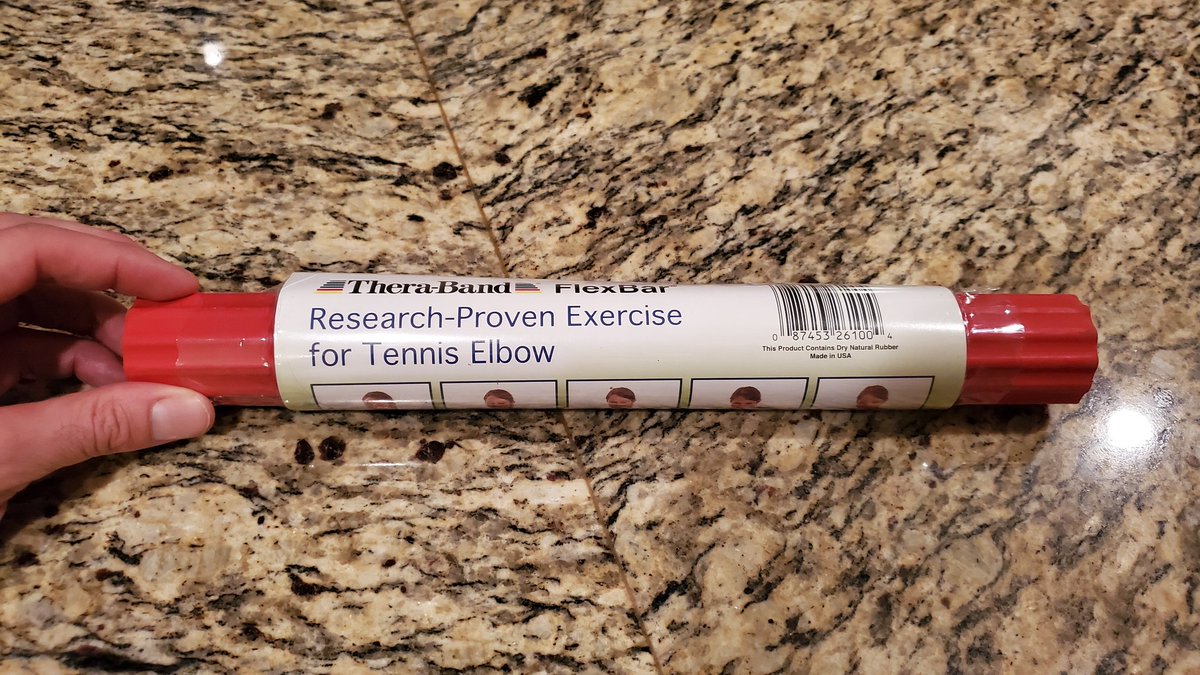 Thera-Band FlexBar
Research-Proven Exercise
for Tennis Elbow
0 87453 26100 4
This Product Contains Dry Natural Rubber
Made in USA